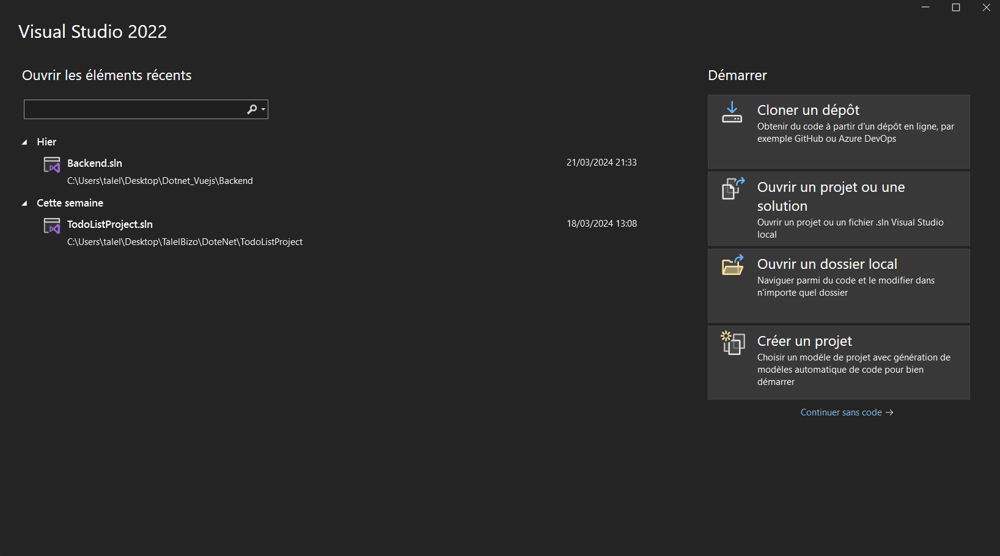 Visual Studio 2022
Ouvrir les éléments récents
Hier
Backend.sln
21/03/2024 21:33
C:\Users\talel\Desktop\Dotnet_Vuejs\Backend
Cette semaine
TodoListProject.sln
18/03/2024 13:08
C:\Users\talel\Desktop\TalelBizo\DoteNet\TodoListProject
Démarrer
Cloner un dépôt
Obtenir du code à partir d'un dépôt en ligne, par
exemple GitHub ou Azure DevOps
Ouvrir un projet ou une
solution
Ouvrir un projet ou un fichier .sln Visual Studio
local
Ouvrir un dossier local
Naviguer parmi du code et le modifier dans
n'importe quel dossier
Créer un projet
Choisir un modèle de projet avec génération de
modèles automatique de code pour bien
démarrer
Continuer sans code →